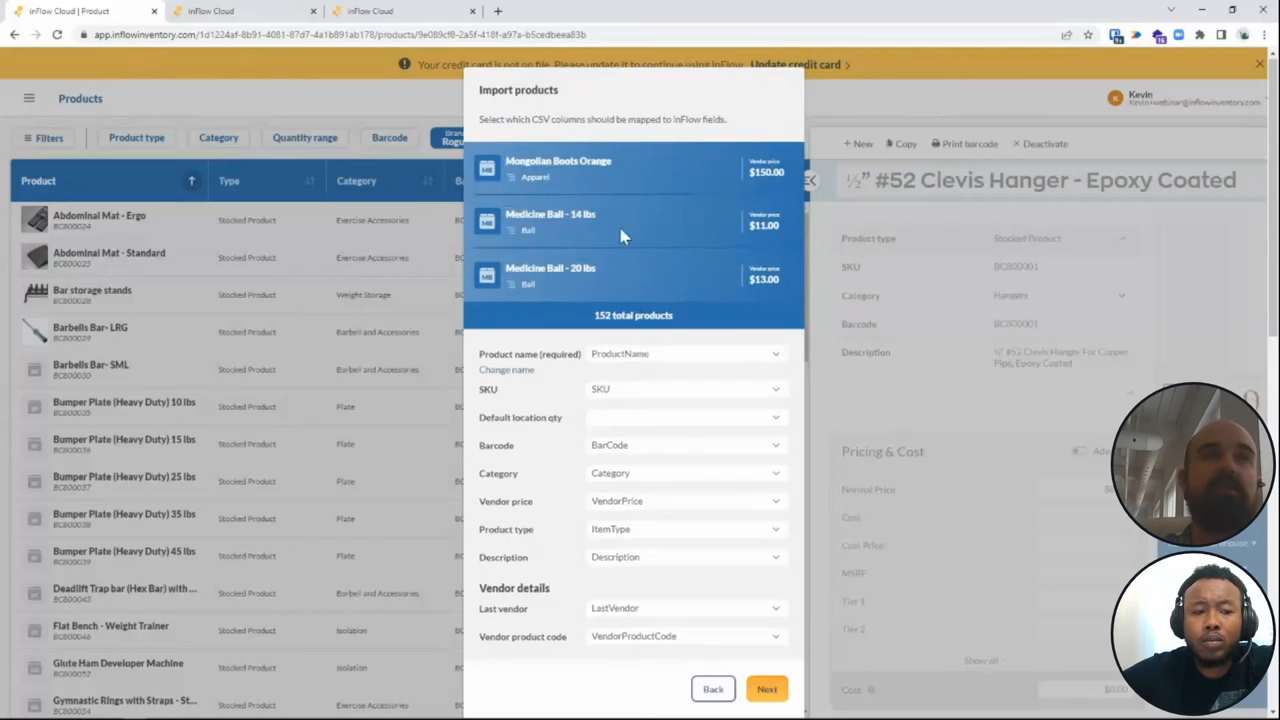 inFlow Cloud | Product
inFlow Cloud
inFlow Cloud
app.inflowinventory.com/1d1224af-8b91-4081-87d7-4a1b891ab178/products/9e089cf8-2a5f-418f-a97a-b5cedbeea83b
Your credit card is not on file. Please update it to continue using inFlow. Update credit card
Products
Kevin
Kevin+webinar@inflowinventory.com
Filters
Product type
Category
Quantity range
Barcode
+ New
Copy
Print barcode
Deactivate
Product
Type
Category
Abdominal Mat - Ergo
BC800024
Stocked Product
Exercise Accessories
Abdominal Mat - Standard
BC800025
Stocked Product
Exercise Accessories
Bar storage stands
BC800028
Stocked Product
Weight Storage
Barbells Bar- LRG
BC800029
Stocked Product
Barbell and Accessories
Barbells Bar- SML
BC800030
Stocked Product
Barbell and Accessories
Bumper Plate (Heavy Duty) 10 lbs
BC800035
Stocked Product
Plate
Bumper Plate (Heavy Duty) 15 lbs
BC800036
Stocked Product
Plate
Bumper Plate (Heavy Duty) 25 lbs
BC800037
Stocked Product
Plate
Bumper Plate (Heavy Duty) 35 lbs
BC800038
Stocked Product
Plate
Bumper Plate (Heavy Duty) 45 lbs
BC800039
Stocked Product
Plate
Deadlift Trap bar (Hex Bar) with ...
BC800043
Stocked Product
Barbell and Accessories
Flat Bench - Weight Trainer
BC800046
Stocked Product
Isolation
Glute Ham Developer Machine
BC800052
Stocked Product
Isolation
Gymnastic Rings with Straps - St...
BC800054
Stocked Product
Exercise Accessories
Import products
Select which CSV columns should be mapped to inFlow fields.
Mongolian Boots Orange
Apparel
Vendor price
$150.00
Medicine Ball - 14 lbs
Ball
Vendor price
$11.00
Medicine Ball - 20 lbs
Ball
Vendor price
$13.00
152 total products
Product name (required) ProductName
Change name
SKU SKU
Default location qty
Barcode BarCode
Category Category
Vendor price VendorPrice
Product type ItemType
Description Description
Vendor details
Last vendor LastVendor
Vendor product code VendorProductCode
Back
Next
½" #52 Clevis Hanger - Epoxy Coated
Product type Stocked Product
SKU BC800001
Category Hangers
Barcode BC800001
Description ½" #52 Clevis Hanger For Copper
Pips, Epoxy Coated
Pricing & Cost
Normal Price
Cost
Cost Price
MSRP
Tier 1
Tier 2
Show all
Cost $0.00